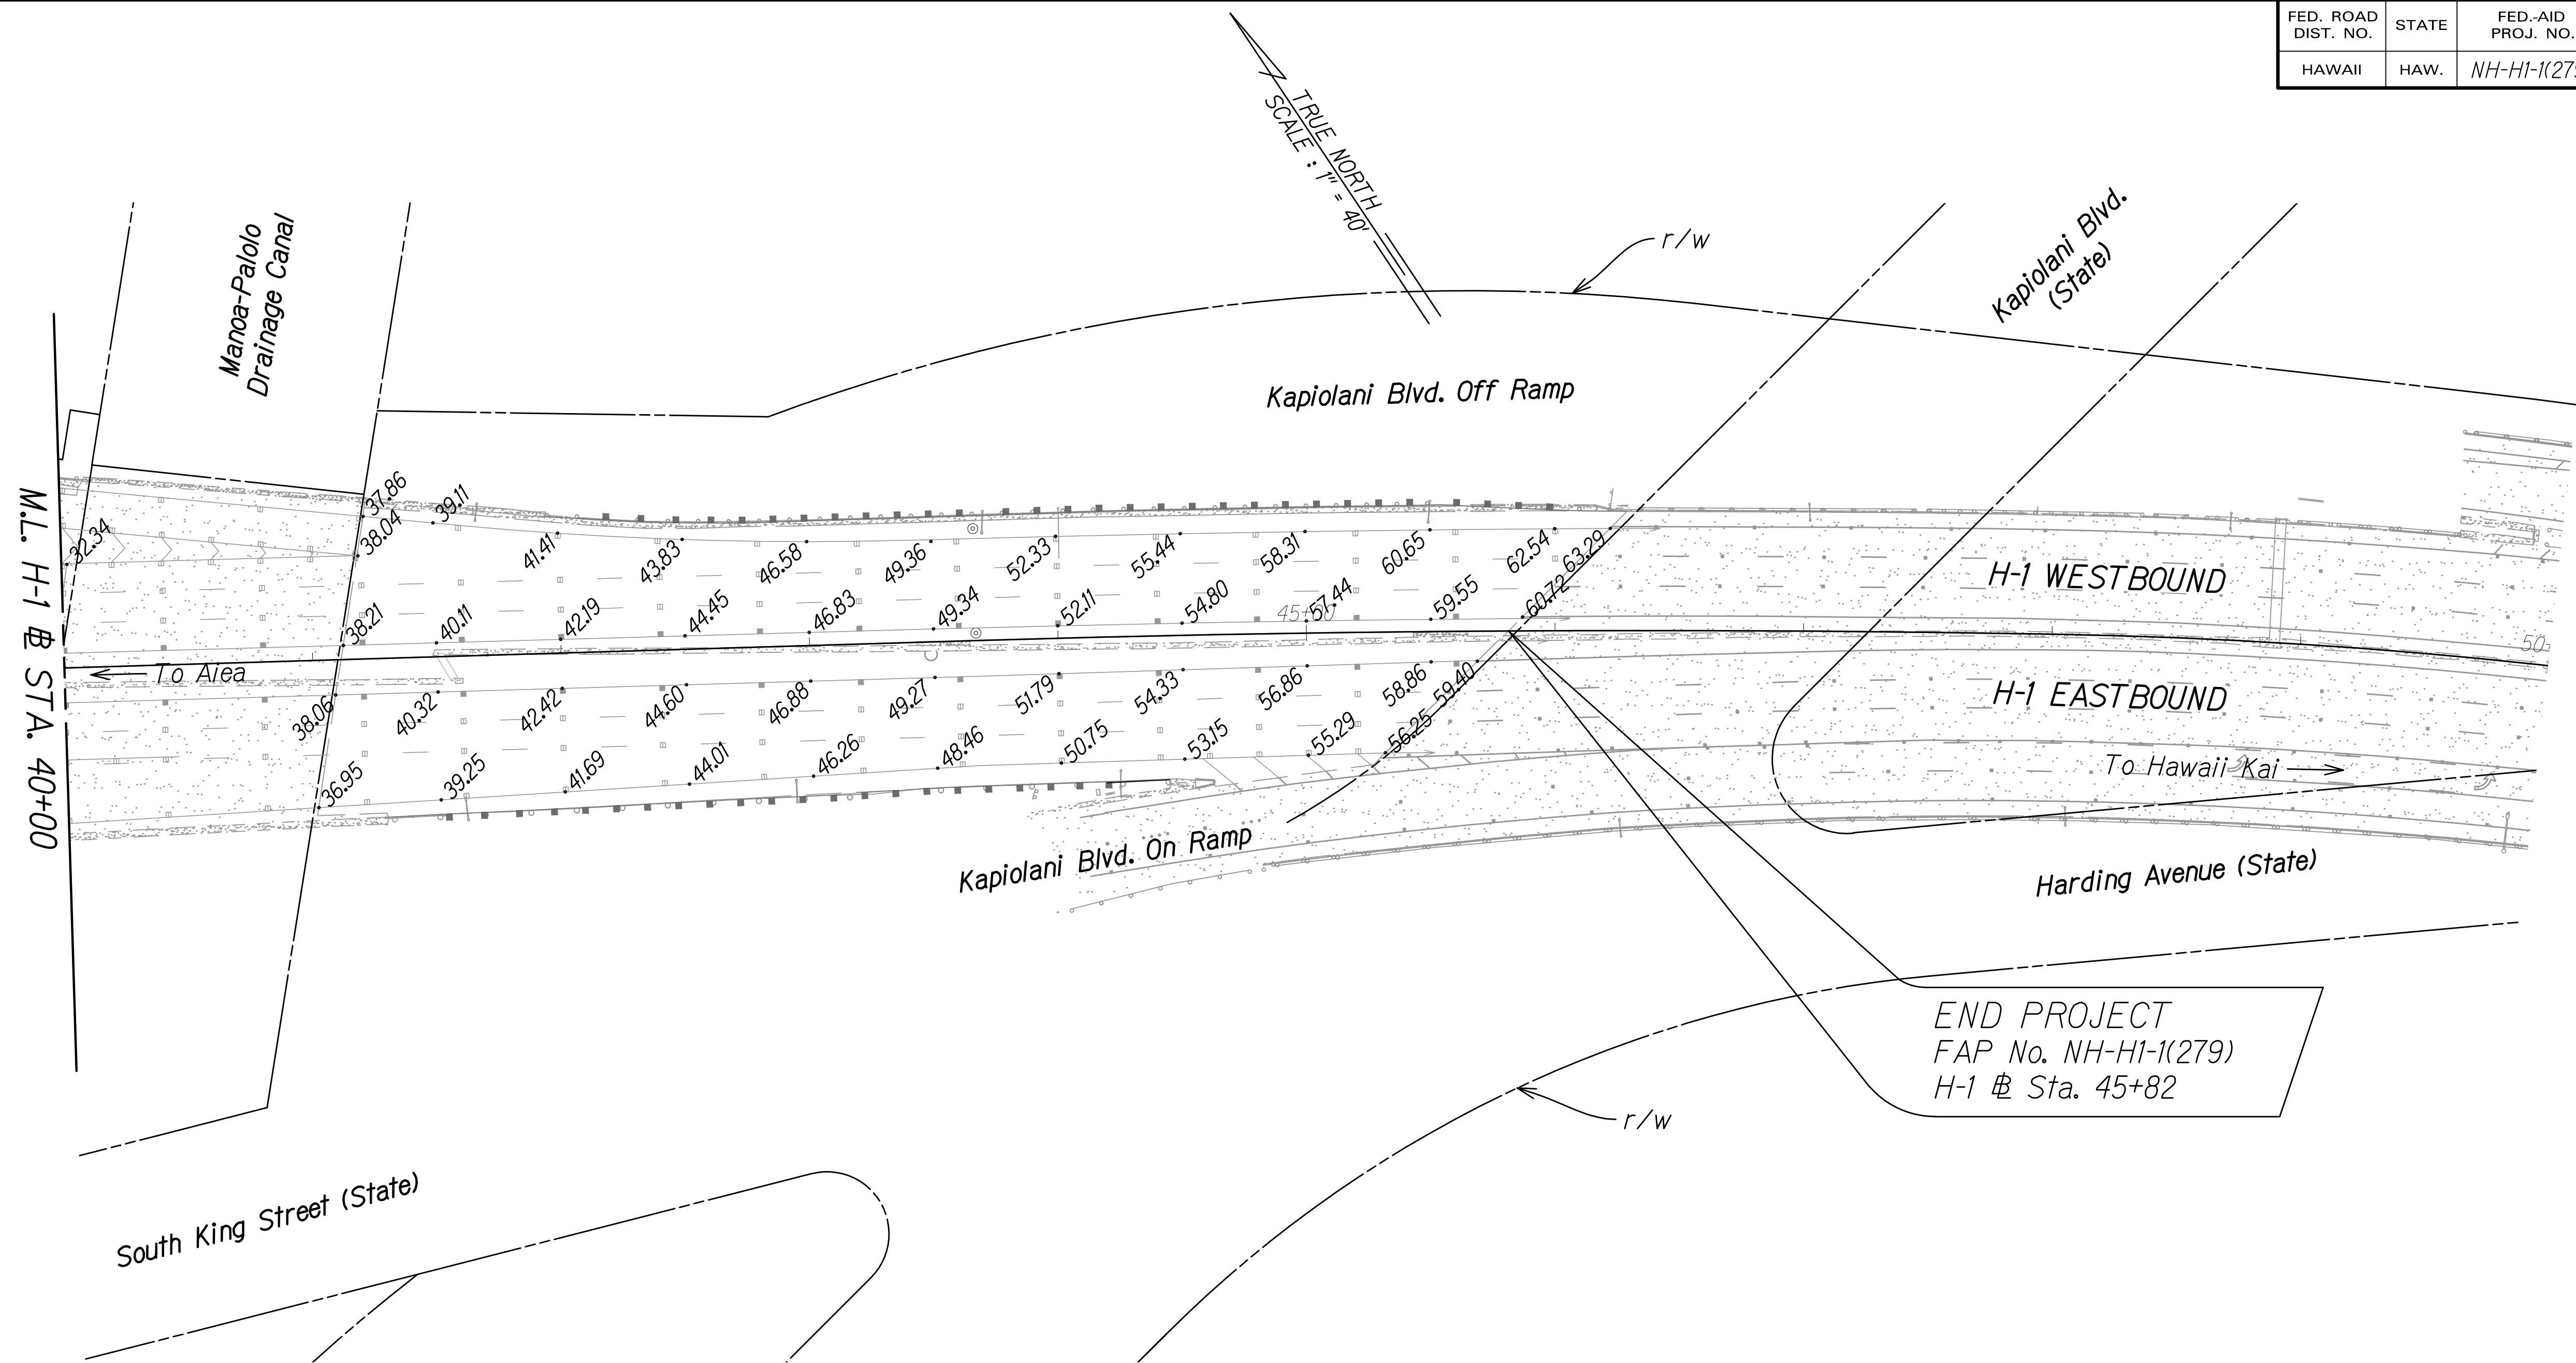 FED. ROAD
DIST. NO.
STATE
FED.-AID
PROJ. NO.
HAWAII
HAW.
NH-H1-1(279
TRUE NORTH
SCALE : 1" = 40'
Manoa-Palolo
Drainage Canal
r/w
Kapiolani Blvd.
(State)
Kapiolani Blvd. Off Ramp
M.L. H-1 ℄ STA. 40+00
32.34
37.86
38.04
39.11
41.41
43.83
46.58
49.36
52.33
55.44
58.31
60.65
62.54
63.29
38.21
40.11
42.19
44.45
46.83
49.34
52.11
54.80
45+00
57.44
59.55
60.72
H-1 WESTBOUND
To Aiea
50
38.06
40.32
42.42
44.60
46.88
49.27
51.79
54.33
56.86
58.86
59.40
H-1 EASTBOUND
36.95
39.25
41.69
44.01
46.26
48.46
50.75
53.15
55.29
56.25
To Hawaii Kai
Kapiolani Blvd. On Ramp
Harding Avenue (State)
END PROJECT
FAP No. NH-H1-1(279)
H-1 ℄ Sta. 45+82
r/w
South King Street (State)